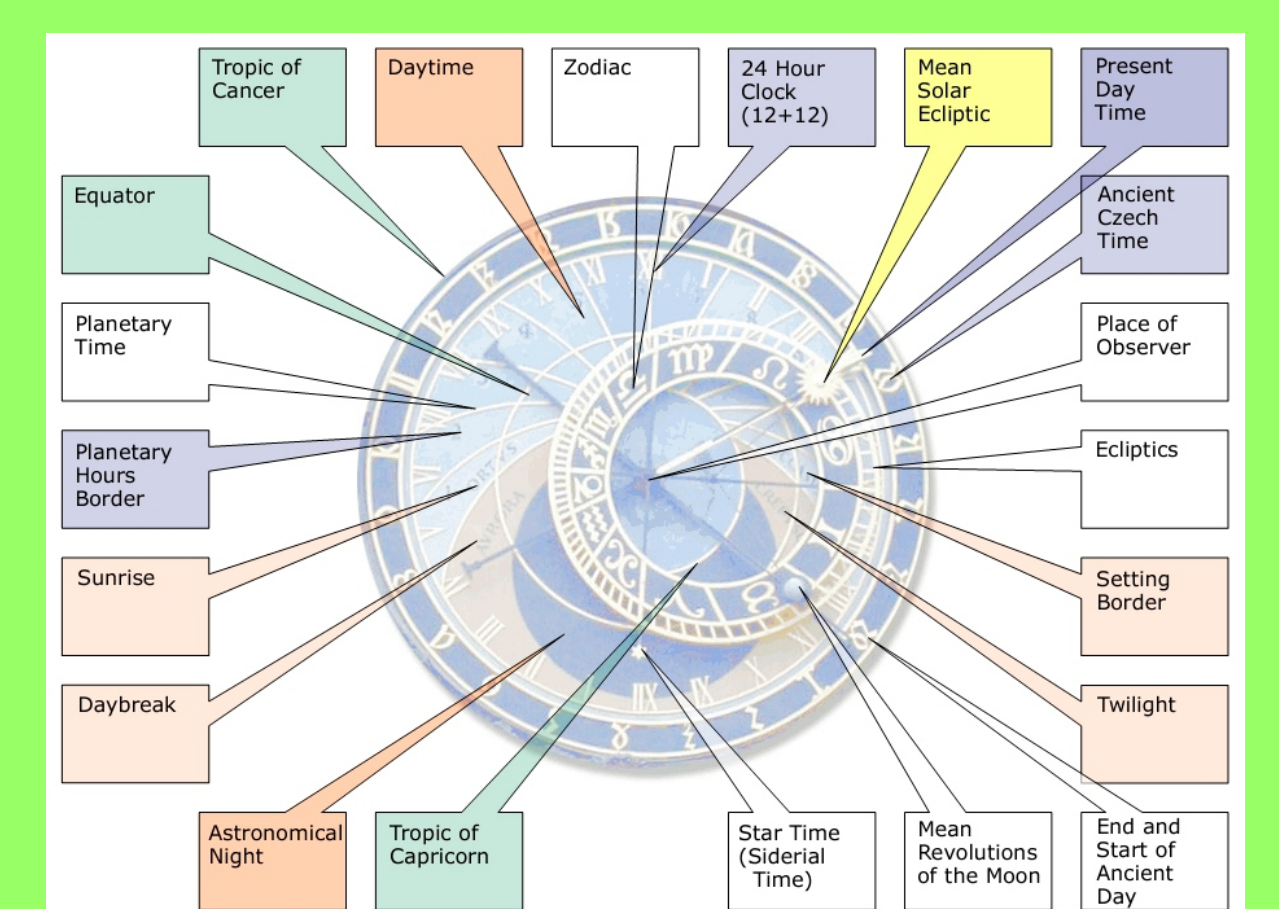 Tropic of
Cancer
Daytime
Zodiac
24 Hour
Clock
(12+12)
Mean
Solar
Ecliptic
Present
Day
Time
Equator
Ancient
Czech
Time
Planetary
Time
Place of
Observer
Planetary
Hours
Border
Ecliptics
Sunrise
Setting
Border
Daybreak
Twilight
Astronomical
Night
Tropic of
Capricorn
Star Time
(Siderial
Time)
Mean
Revolutions
of the Moon
End and
Start of
Ancient
Day